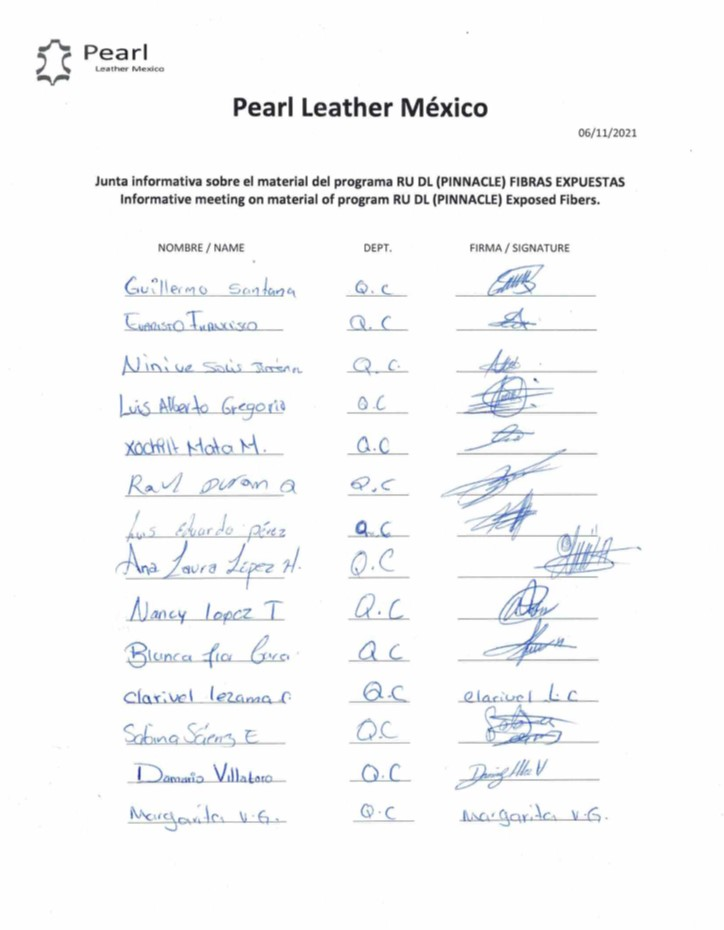 Pearl
Leather Mexico
Pearl Leather México
06/11/2021
Junta informativa sobre el material del programa RU DL (PINNACLE) FIBRAS EXPUESTAS
Informative meeting on material of program RU DL (PINNACLE) Exposed Fibers.
NOMBRE / NAME DEPT. FIRMA / SIGNATURE
Guillermo Santana Q.C
Q.C
Ninive Solis Q.C.
Luis Alberto Gregorio Q.C
Xochilt Mata M. Q.C
Raul Duran Q Q.C
Luis Eduardo pérez Q.C
Ana Laura López H. Q.C
Nancy lopez T Q.C
Blanca Q C
Clarivel lezama C. Q.C Clarivel L.C
Sabina Sáenz E Q.C
Damaris Villatoro Q.C
Margarita V.G. Q.C Margarita V.G.